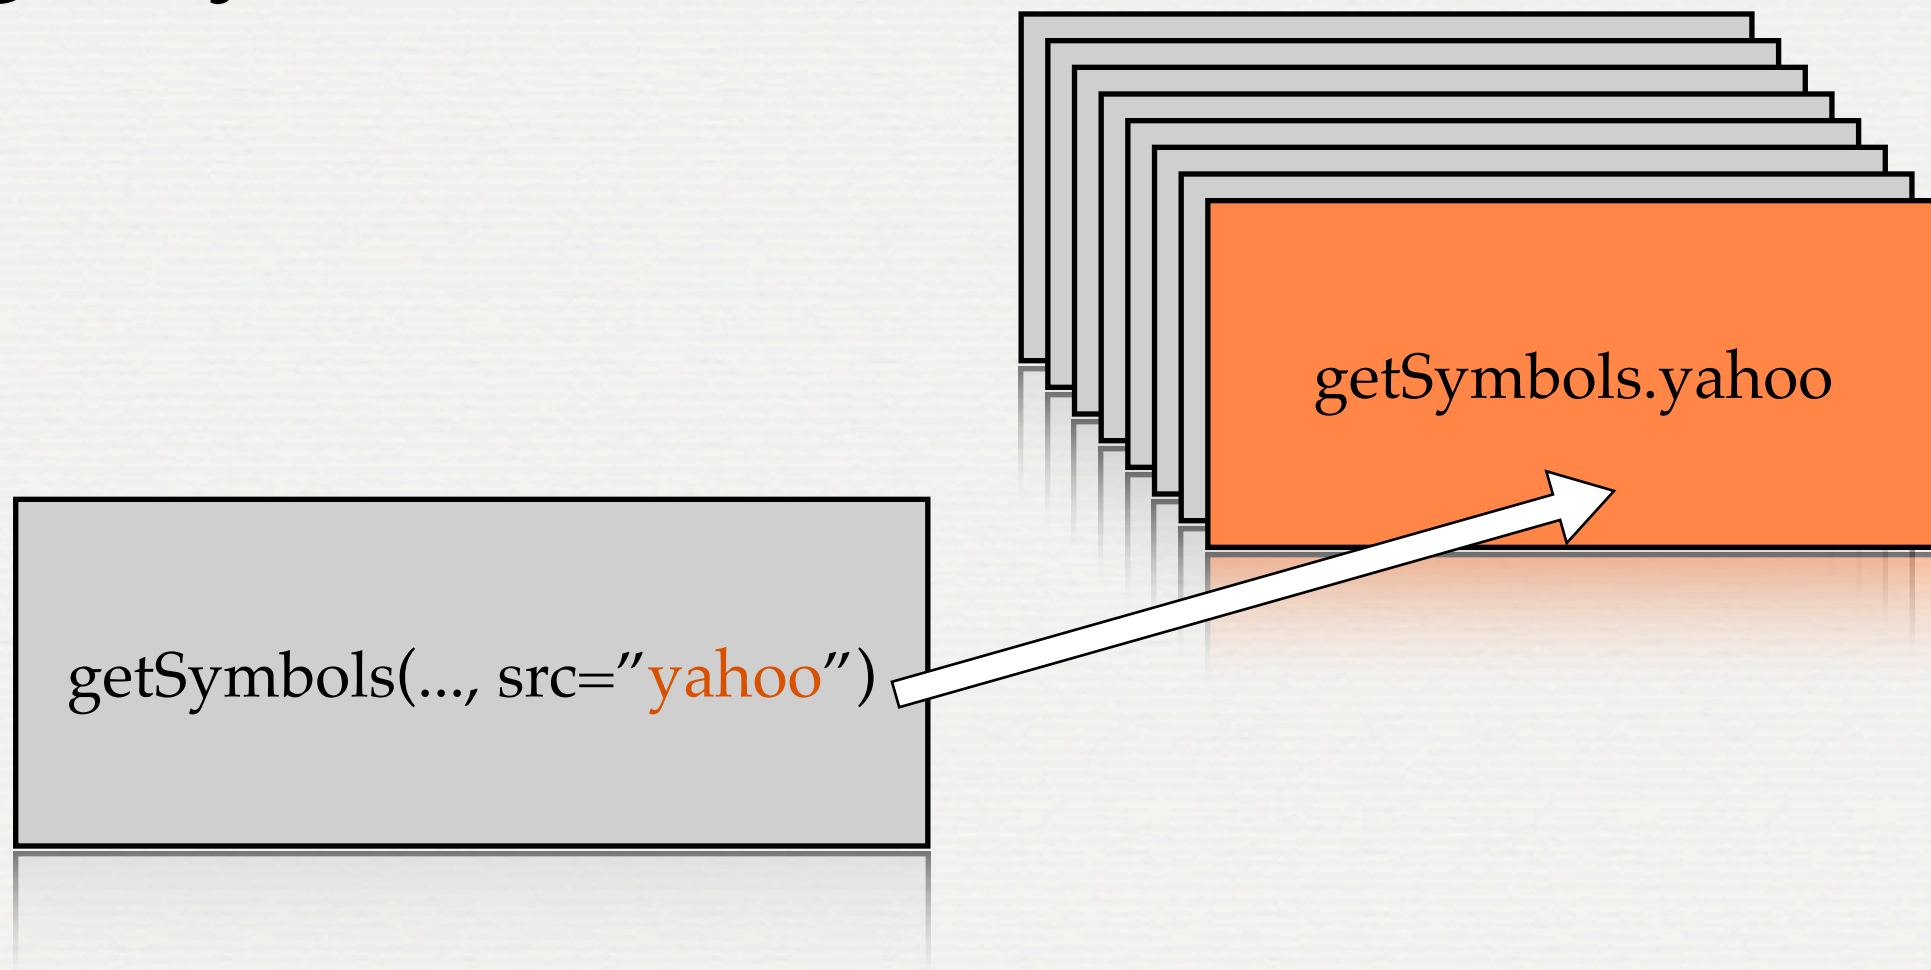 getSymbols.yahoo
getSymbols(..., src=”yahoo”)